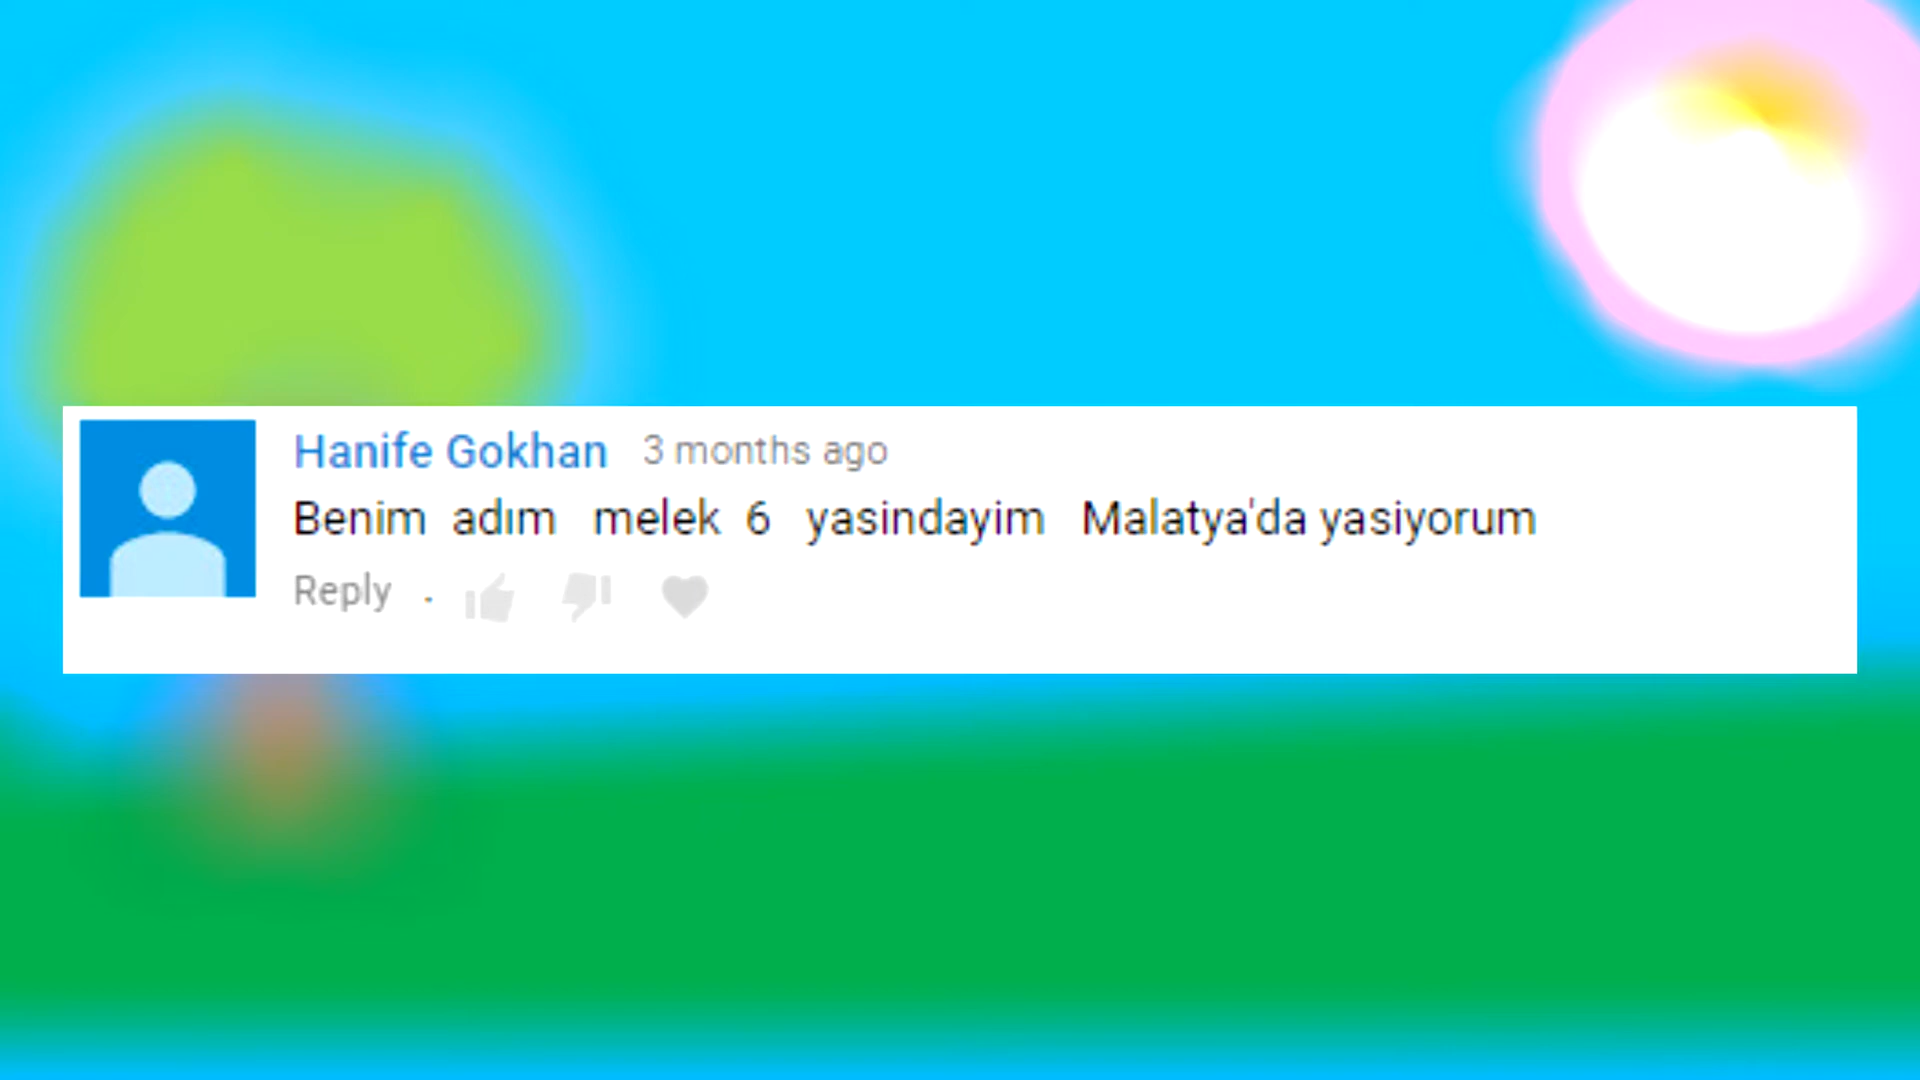 Hanife Gokhan 3 months ago
Benim adım melek 6 yasindayim Malatya'da yasiyorum
Reply .